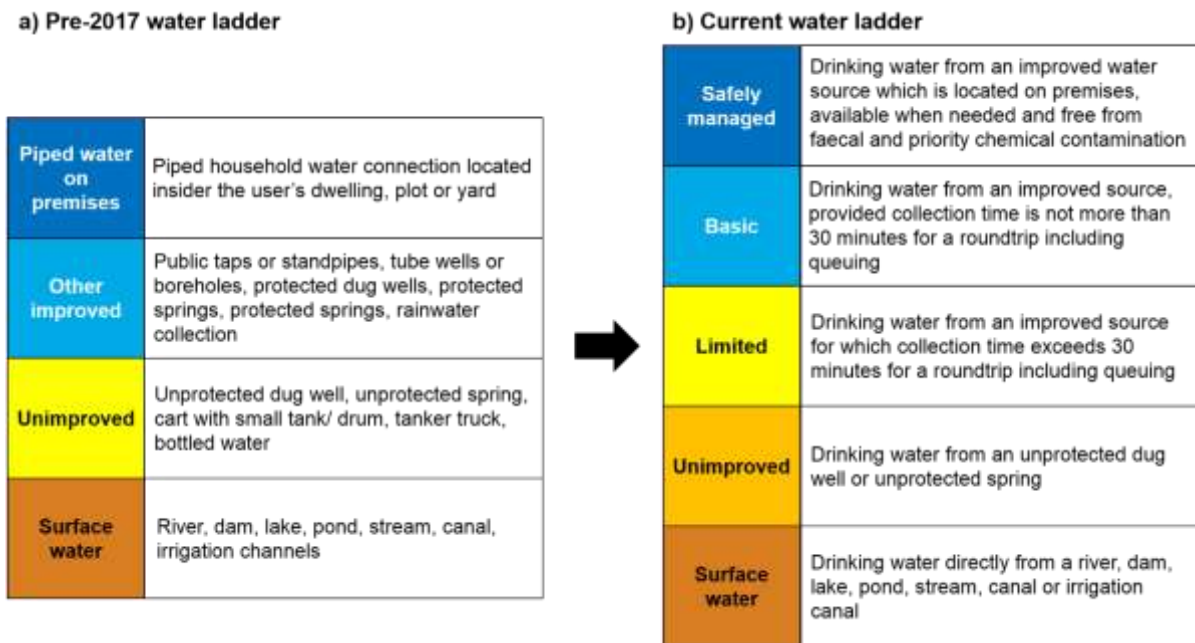 a) Pre-2017 water ladder
Piped water
on
premises
Piped household water connection located
insider the user's dwelling, plot or yard
Other
improved
Public taps or standpipes, tube wells or
boreholes, protected dug wells, protected
springs, protected springs, rainwater
collection
Unimproved
Unprotected dug well, unprotected spring,
cart with small tank/ drum, tanker truck,
bottled water
Surface
water
River, dam, lake, pond, stream, canal,
irrigation channels
b) Current water ladder
Safely
managed
Drinking water from an improved water
source which is located on premises,
available when needed and free from
faecal and priority chemical contamination
Basic
Drinking water from an improved source,
provided collection time is not more than
30 minutes for a roundtrip including
queuing
Limited
Drinking water from an improved source
for which collection time exceeds 30
minutes for a roundtrip including queuing
Unimproved
Drinking water from an unprotected dug
well or unprotected spring
Surface
water
Drinking water directly from a river, dam,
lake, pond, stream, canal or irrigation
canal